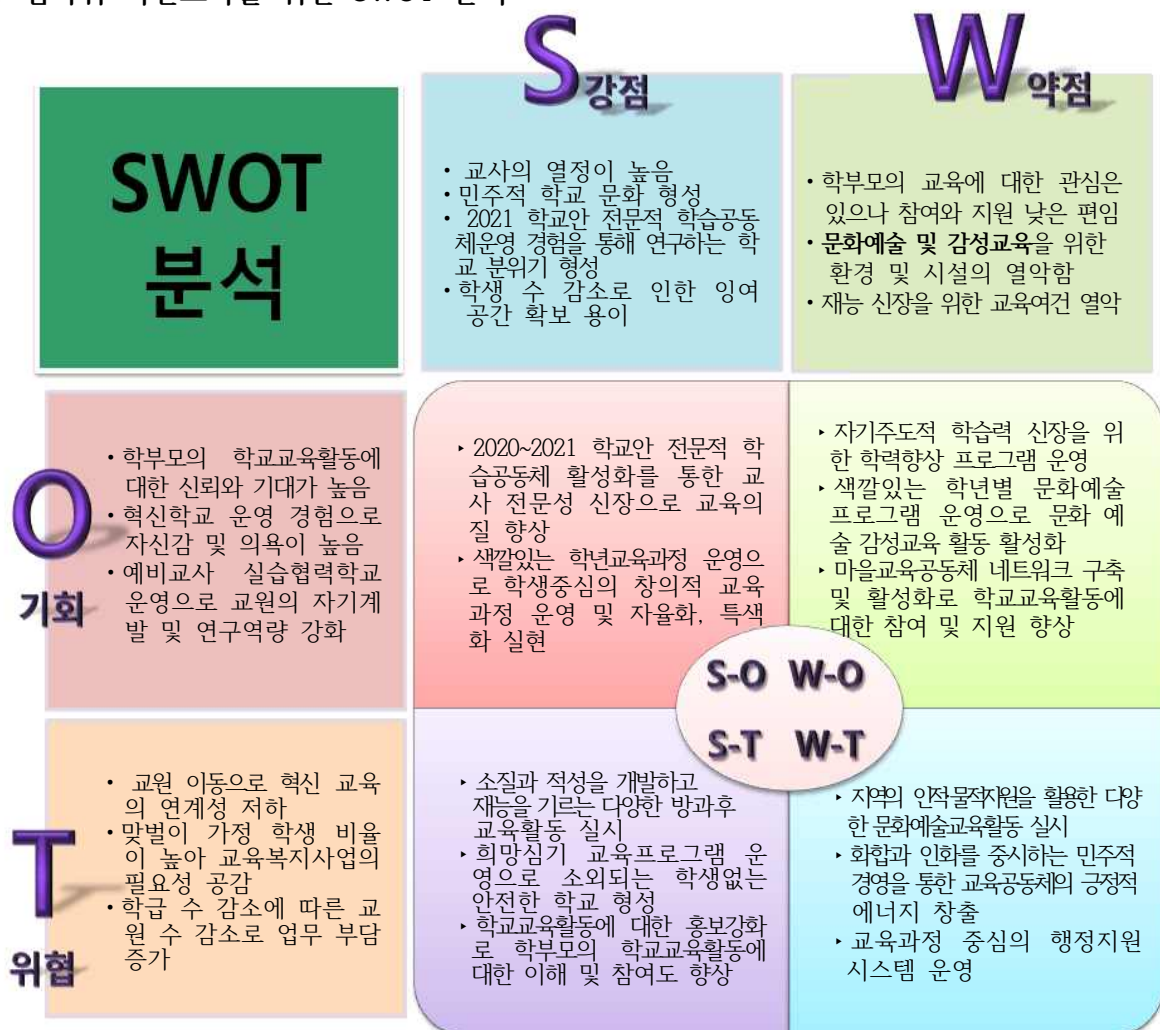 SWOT 분석
S강점
W약점
SWOT
분석
• 교사의 열정이 높음
• 민주적 학교 문화 형성
• 2021 학교안 전문적 학습공동
체운영 경험을 통해 연구하는 학
교 분위기 형성
• 학생 수 감소로 인한 잉여
공간 확보 용이
• 학부모의 교육에 대한 관심은
있으나 참여와 지원 낮은 편임
• 문화예술 및 감성교육을 위한
환경 및 시설의 열악함
• 재능 신장을 위한 교육여건 열악
O
기회
• 학부모의 학교교육활동에
대한 신뢰와 기대가 높음
• 혁신학교 운영 경험으로
자신감 및 의욕이 높음
• 예비교사 실습협력학교
운영으로 교원의 자기계
발 및 연구역량 강화
‣ 2020~2021 학교안 전문적 학
습공동체 활성화를 통한 교
사 전문성 신장으로 교육의
질 향상
‣ 색깔있는 학년교육과정 운영으
로 학생중심의 창의적 교육
과정 운영 및 자율화, 특색
화 실현
‣ 자기주도적 학습력 신장을 위
한 학력향상 프로그램 운영
‣ 색깔있는 학년별 문화예술
프로그램 운영으로 문화 예
술 감성교육 활동 활성화
‣ 마을교육공동체 네트워크 구축
및 활성화로 학교교육활동에
대한 참여 및 지원 향상
S-O W-O
S-T W-T
T
위협
• 교원 이동으로 혁신 교육
의 연계성 저하
• 맞벌이 가정 학생 비율
이 높아 교육복지사업의
필요성 공감
• 학급 수 감소에 따른 교
원 수 감소로 업무 부담
증가
‣ 소질과 적성을 개발하고
재능을 기르는 다양한 방과후
교육활동 실시
‣ 희망심기 교육프로그램 운
영으로 소외되는 학생없는
안전한 학교 형성
‣ 학교교육활동에 대한 홍보강화
로 학부모의 학교교육활동에
대한 이해 및 참여도 향상
‣ 지역의 인적·물적자원을 활용한 다양
한 문화예술교육활동 실시
‣ 화합과 인화를 중시하는 민주적
경영을 통한 교육공동체의 긍정적
에너지 창출
‣ 교육과정 중심의 행정지원
시스템 운영